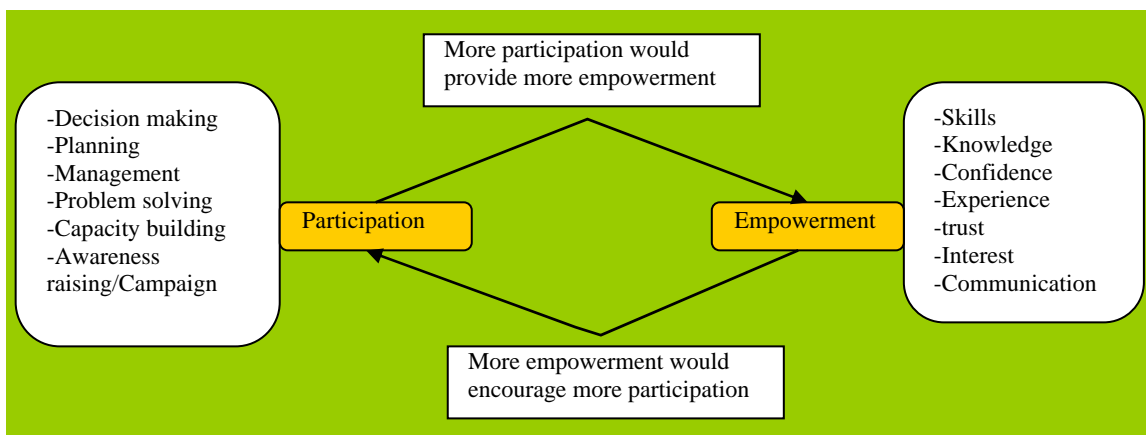 More participation would
provide more empowerment
-Decision making
-Planning
-Management
-Problem solving
-Capacity building
-Awareness
raising/Campaign
Participation
Empowerment
-Skills
-Knowledge
-Confidence
-Experience
-trust
-Interest
-Communication
More empowerment would
encourage more participation